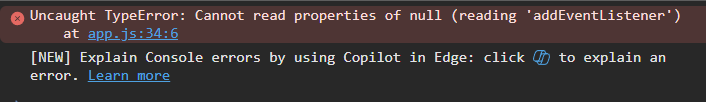 Uncaught TypeError: Cannot read properties of null (reading 'addEventListener')
at app.js:34:6
[NEW] Explain Console errors by using Copilot in Edge: click to explain an
error. Learn more